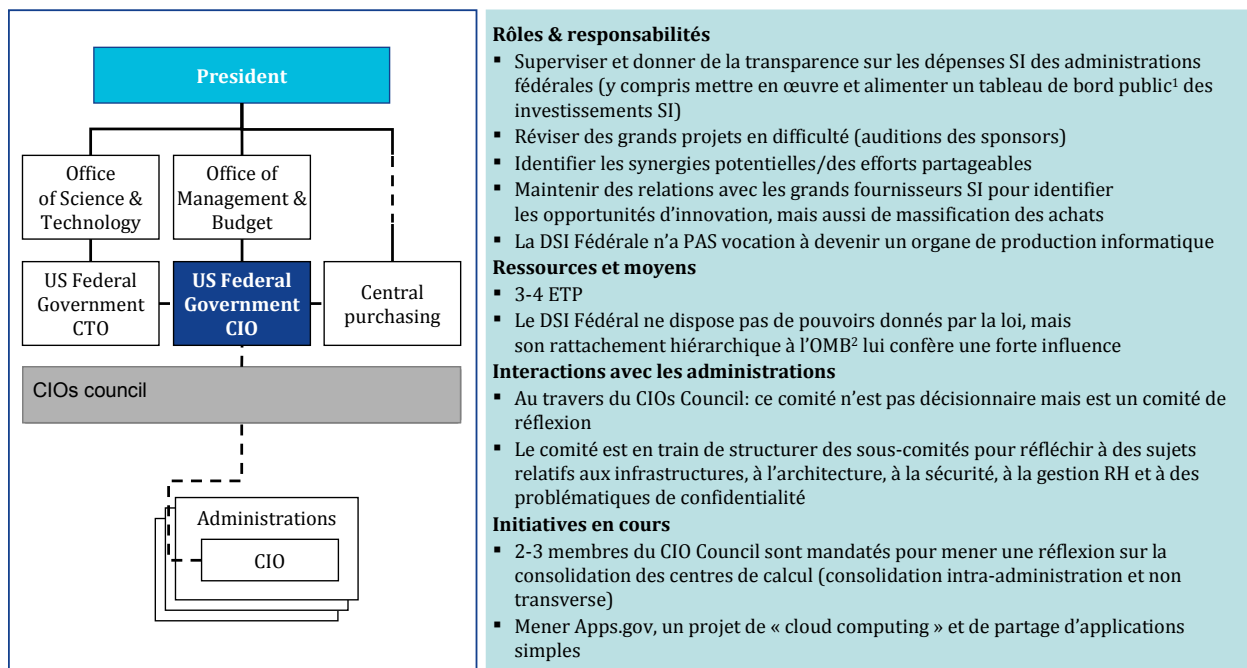 President
Office
of Science &
Technology
Office of
Management &
Budget
US Federal
Government
CTO
US Federal
Government
CIO
Central
purchasing
CIOs council
Administrations
CIO
Rôles & responsabilités
▪ Superviser et donner de la transparence sur les dépenses SI des administrations
fédérales (y compris mettre en œuvre et alimenter un tableau de bord public¹ des
investissements SI)
▪ Réviser des grands projets en difficulté (auditions des sponsors)
▪ Identifier les synergies potentielles/des efforts partageables
▪ Maintenir des relations avec les grands fournisseurs SI pour identifier
les opportunités d’innovation, mais aussi de massification des achats
▪ La DSI Fédérale n’a PAS vocation à devenir un organe de production informatique
Ressources et moyens
▪ 3-4 ETP
▪ Le DSI Fédéral ne dispose pas de pouvoirs donnés par la loi, mais
son rattachement hiérarchique à l’OMB² lui confère une forte influence
Interactions avec les administrations
▪ Au travers du CIOs Council: ce comité n’est pas décisionnaire mais est un comité de
réflexion
▪ Le comité est en train de structurer des sous-comités pour réfléchir à des sujets
relatifs aux infrastructures, à l’architecture, à la sécurité, à la gestion RH et à des
problématiques de confidentialité
Initiatives en cours
▪ 2-3 membres du CIO Council sont mandatés pour mener une réflexion sur la
consolidation des centres de calcul (consolidation intra-administration et non
transverse)
▪ Mener Apps.gov, un projet de « cloud computing » et de partage d’applications
simples